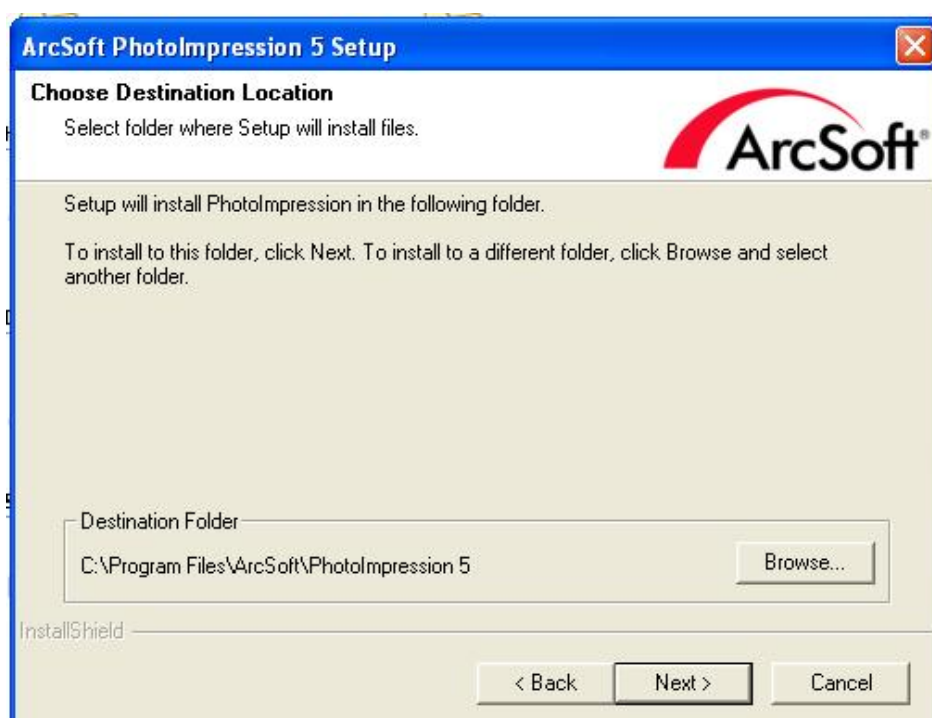 ArcSoft PhotoImpression 5 Setup
Choose Destination Location
Select folder where Setup will install files.
ArcSoft®
Setup will install PhotoImpression in the following folder.
To install to this folder, click Next. To install to a different folder, click Browse and select
another folder.
Destination Folder
C:\Program Files\ArcSoft\PhotoImpression 5
Browse...
InstallShield
< Back
Next >
Cancel